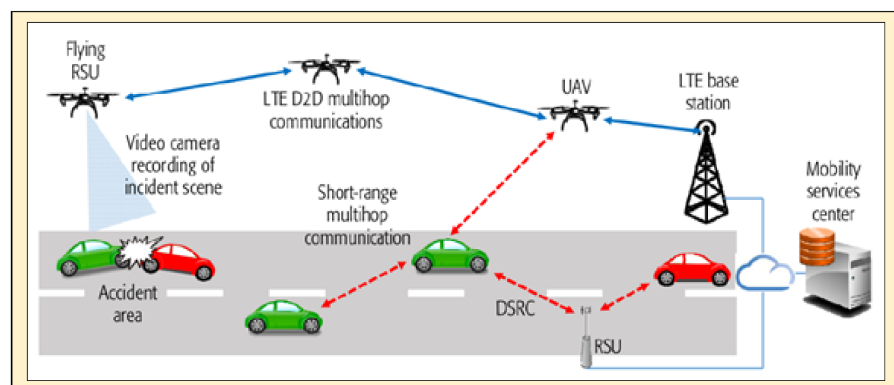 Flying
RSU
LTE D2D multihop
communications
UAV
LTE base
station
Video camera
recording of
incident scene
Short-range
multihop
communication
Mobility
services
center
Accident
area
DSRC
RSU